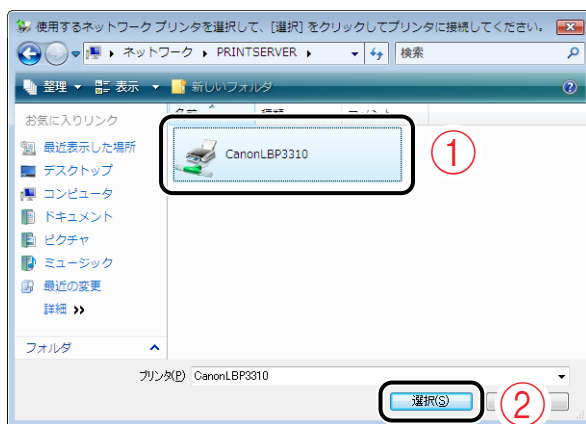 使用するネットワーク プリンタを選択して、[選択] をクリックしてプリンタに接続してください。
ネットワーク ▸ PRINTSERVER ▸ 検索
整理 表示 新しいフォルダ
お気に入りリンク
最近表示した場所
デスクトップ
コンピュータ
ドキュメント
ピクチャ
ミュージック
最近の変更
詳細 »
CanonLBP3310
①
フォルダ
プリンタ(P) CanonLBP3310
選択(S)
②